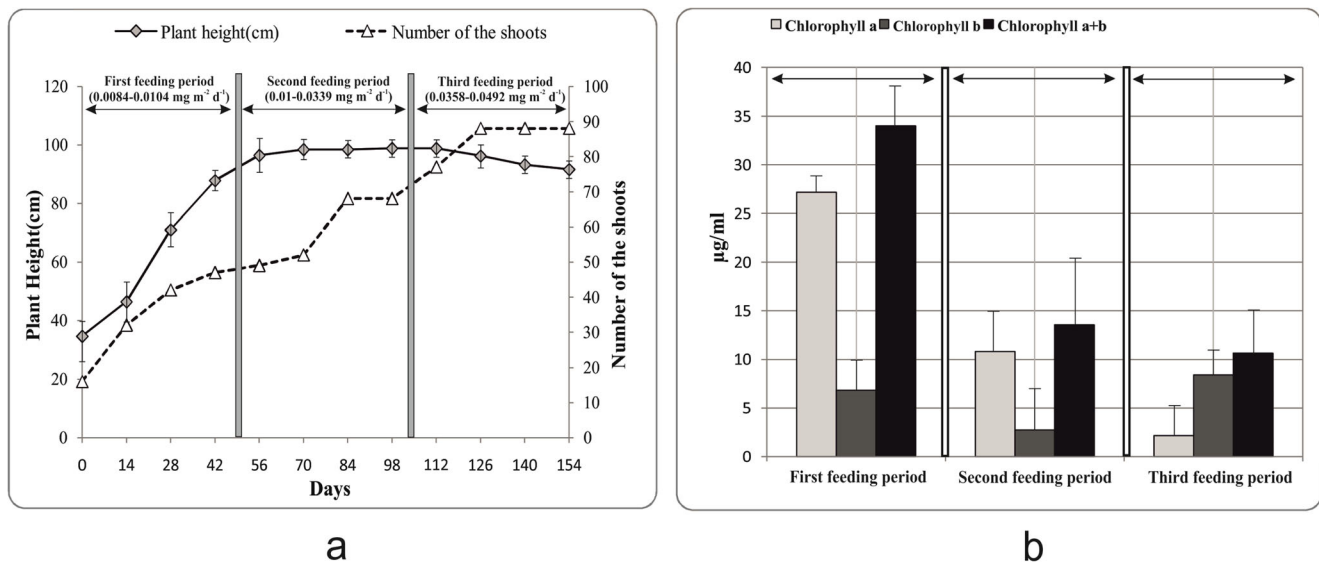 Plant height(cm)
Number of the shoots
First feeding period
(0.0084-0.0104 mg m⁻² d⁻¹)
Second feeding period
(0.01-0.0339 mg m⁻² d⁻¹)
Third feeding period
(0.0358-0.0492 mg m⁻² d⁻¹)
Plant Height(cm)
120
100
80
60
40
20
0
100
90
80
70
60
50
40
30
20
10
0
Number of the shoots
0 14 28 42 56 70 84 98 112 126 140 154
Days
a
Chlorophyll a
Chlorophyll b
Chlorophyll a+b
µg/ml
40
35
30
25
20
15
10
5
0
First feeding period
Second feeding period
Third feeding period
b